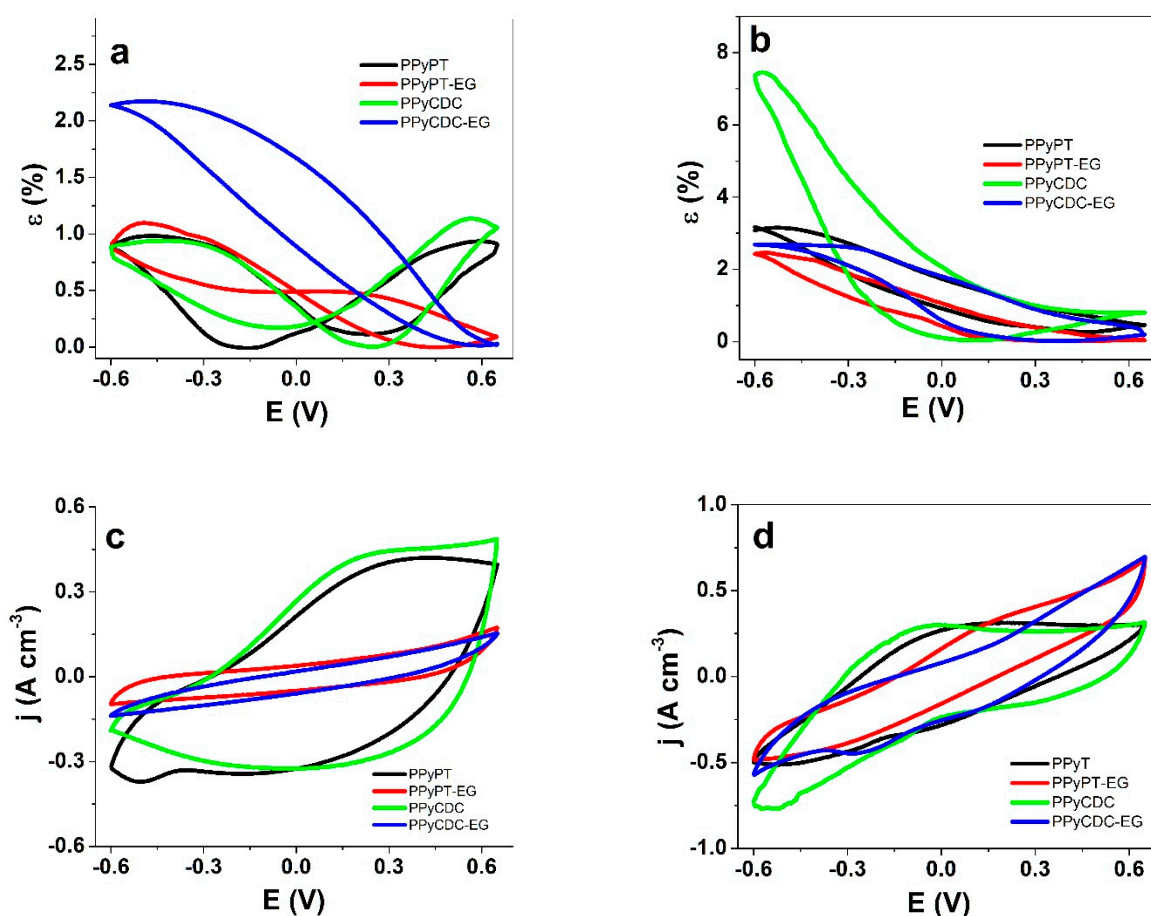 a
2.5
2.0
1.5
1.0
0.5
0.0
ε (%)
-0.6 -0.3 0.0 0.3 0.6
E (V)
PPyPT
PPyPT-EG
PPyCDC
PPyCDC-EG
b
8
6
4
2
0
ε (%)
-0.6 -0.3 0.0 0.3 0.6
E (V)
PPyPT
PPyPT-EG
PPyCDC
PPyCDC-EG
c
0.6
0.3
0.0
-0.3
-0.6
j (A cm⁻³)
-0.6 -0.3 0.0 0.3 0.6
E (V)
PPyPT
PPyPT-EG
PPyCDC
PPyCDC-EG
d
1.0
0.5
0.0
-0.5
-1.0
j (A cm⁻³)
-0.6 -0.3 0.0 0.3 0.6
E (V)
PPyT
PPyPT-EG
PPyCDC
PPyCDC-EG